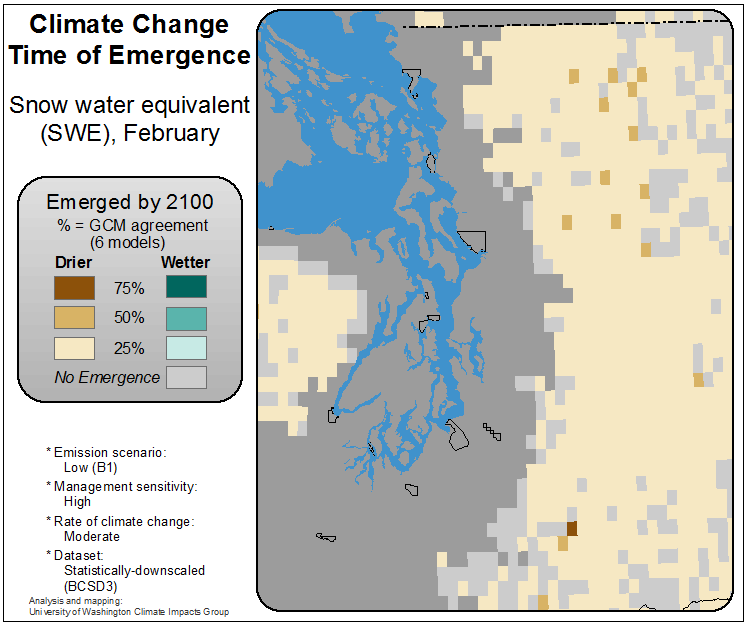 Climate Change
Time of Emergence
Snow water equivalent
(SWE), February
Emerged by 2100
% = GCM agreement
(6 models)
Drier Wetter
75%
50%
25%
No Emergence
* Emission scenario:
Low (B1)
* Management sensitivity:
High
* Rate of climate change:
Moderate
* Dataset:
Statistically-downscaled
(BCSD3)
Analysis and mapping:
University of Washington Climate Impacts Group